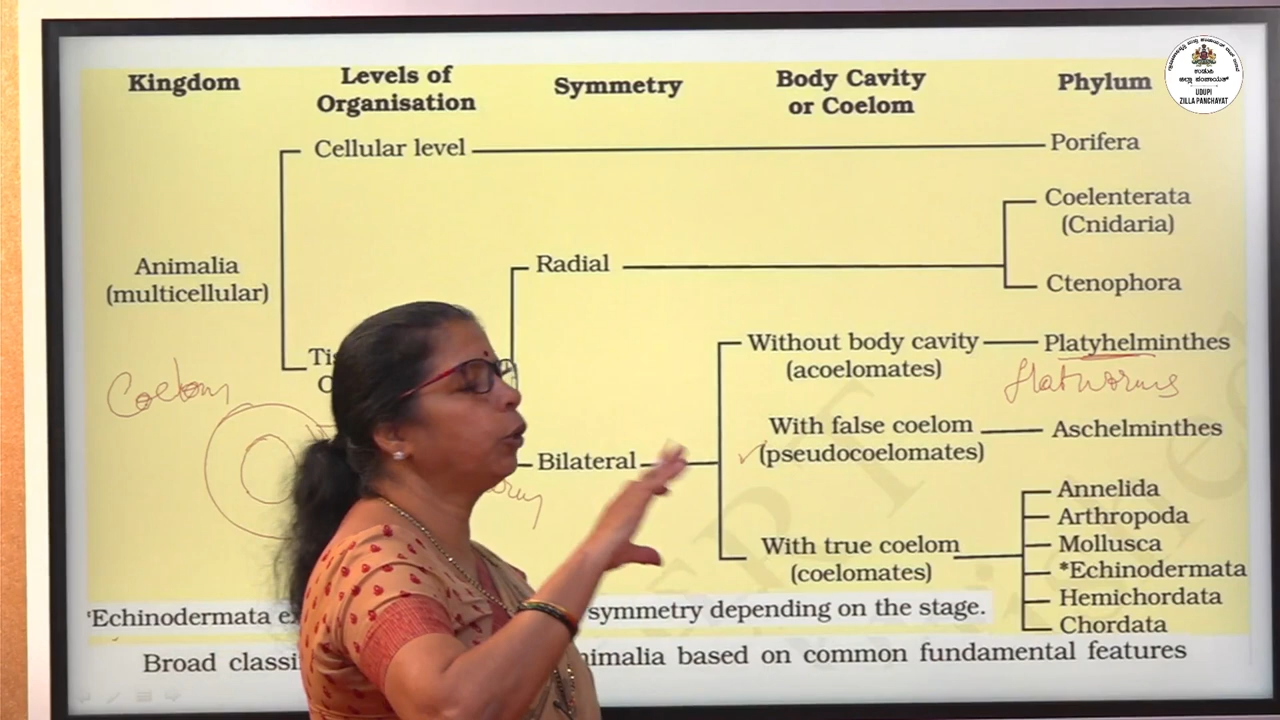 Kingdom
Levels of
Organisation
Symmetry
Body Cavity
or Coelom
Phylum
ಉಡುಪಿ
UDUPI
ZILLA PANCHAYAT
Cellular level
Porifera
Coelenterata
(Cnidaria)
Radial
Ctenophora
Animalia
(multicellular)
Without body cavity
(acoelomates)
Platyhelminthes
flatworms
Coelom
With false coelom
(pseudocoelomates)
Aschelminthes
Bilateral
With true coelom
(coelomates)
Annelida
Arthropoda
Mollusca
*Echinodermata
Hemichordata
Chordata
Echinodermata symmetry depending on the stage.
Broad based on common fundamental features